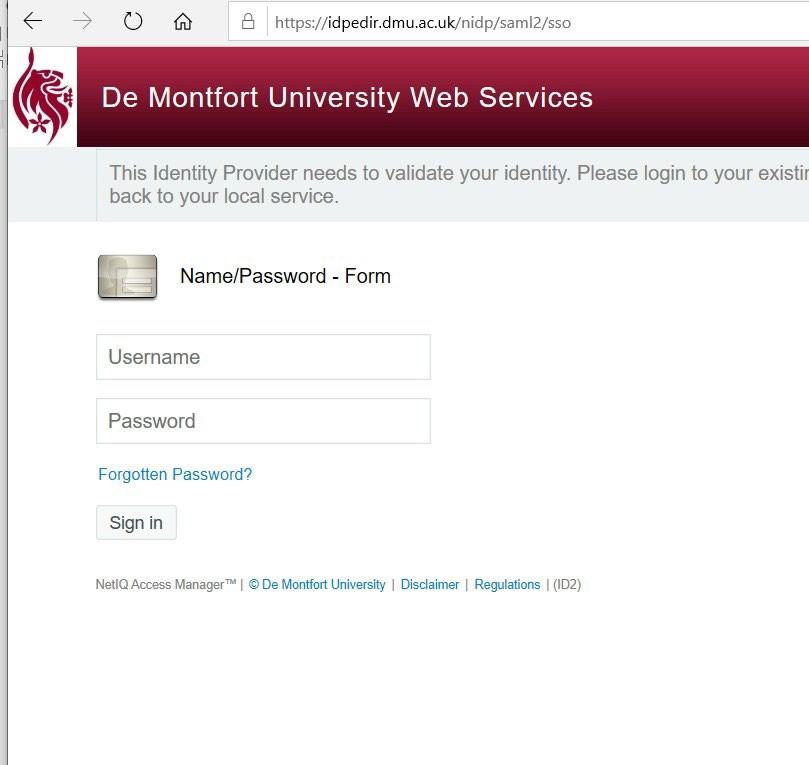 https://idpedir.dmu.ac.uk/nidp/saml2/sso
De Montfort University Web Services
This Identity Provider needs to validate your identity. Please login to your
back to your local service.
Name/Password - Form
Username
Password
Forgotten Password?
Sign in
NetIQ Access Manager™ | © De Montfort University | Disclaimer | Regulations | (ID2)